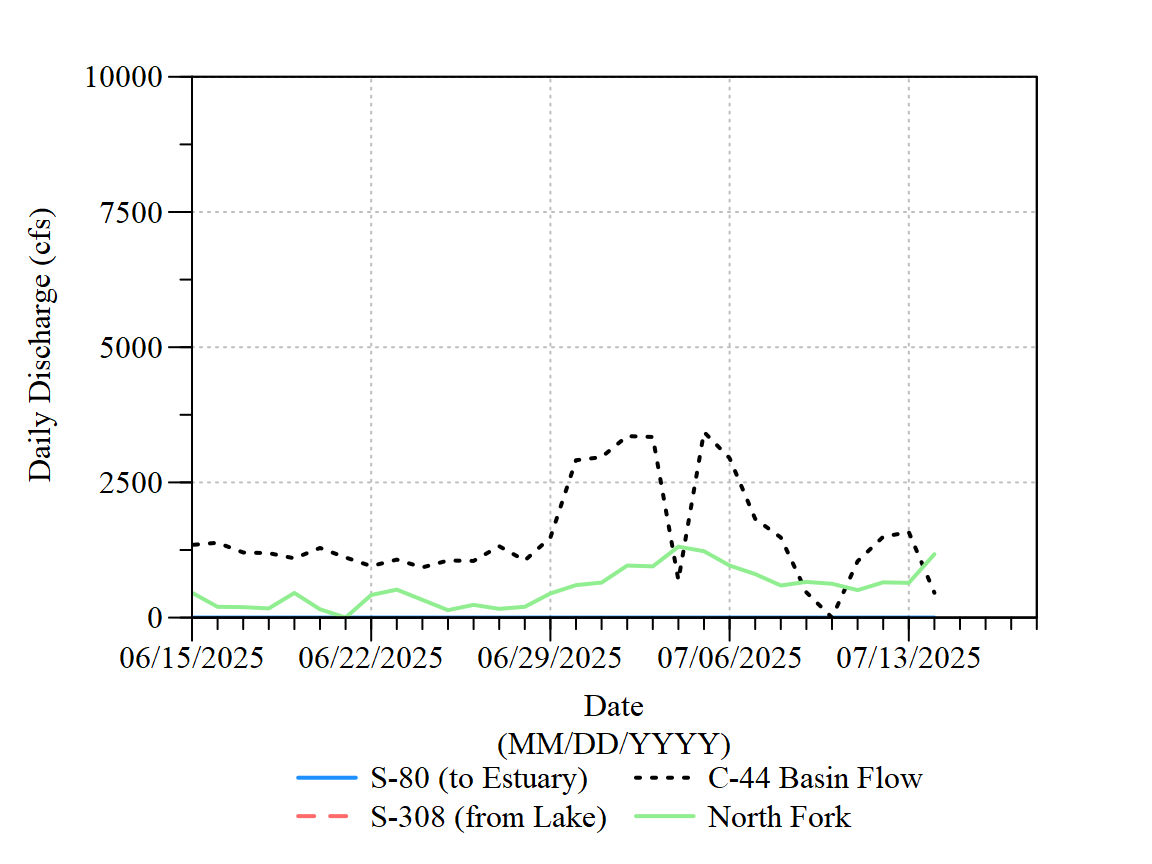 10000
7500
5000
2500
0
Daily Discharge (cfs)
06/15/2025 06/22/2025 06/29/2025 07/06/2025 07/13/2025
Date
(MM/DD/YYYY)
S-80 (to Estuary) C-44 Basin Flow
S-308 (from Lake) North Fork